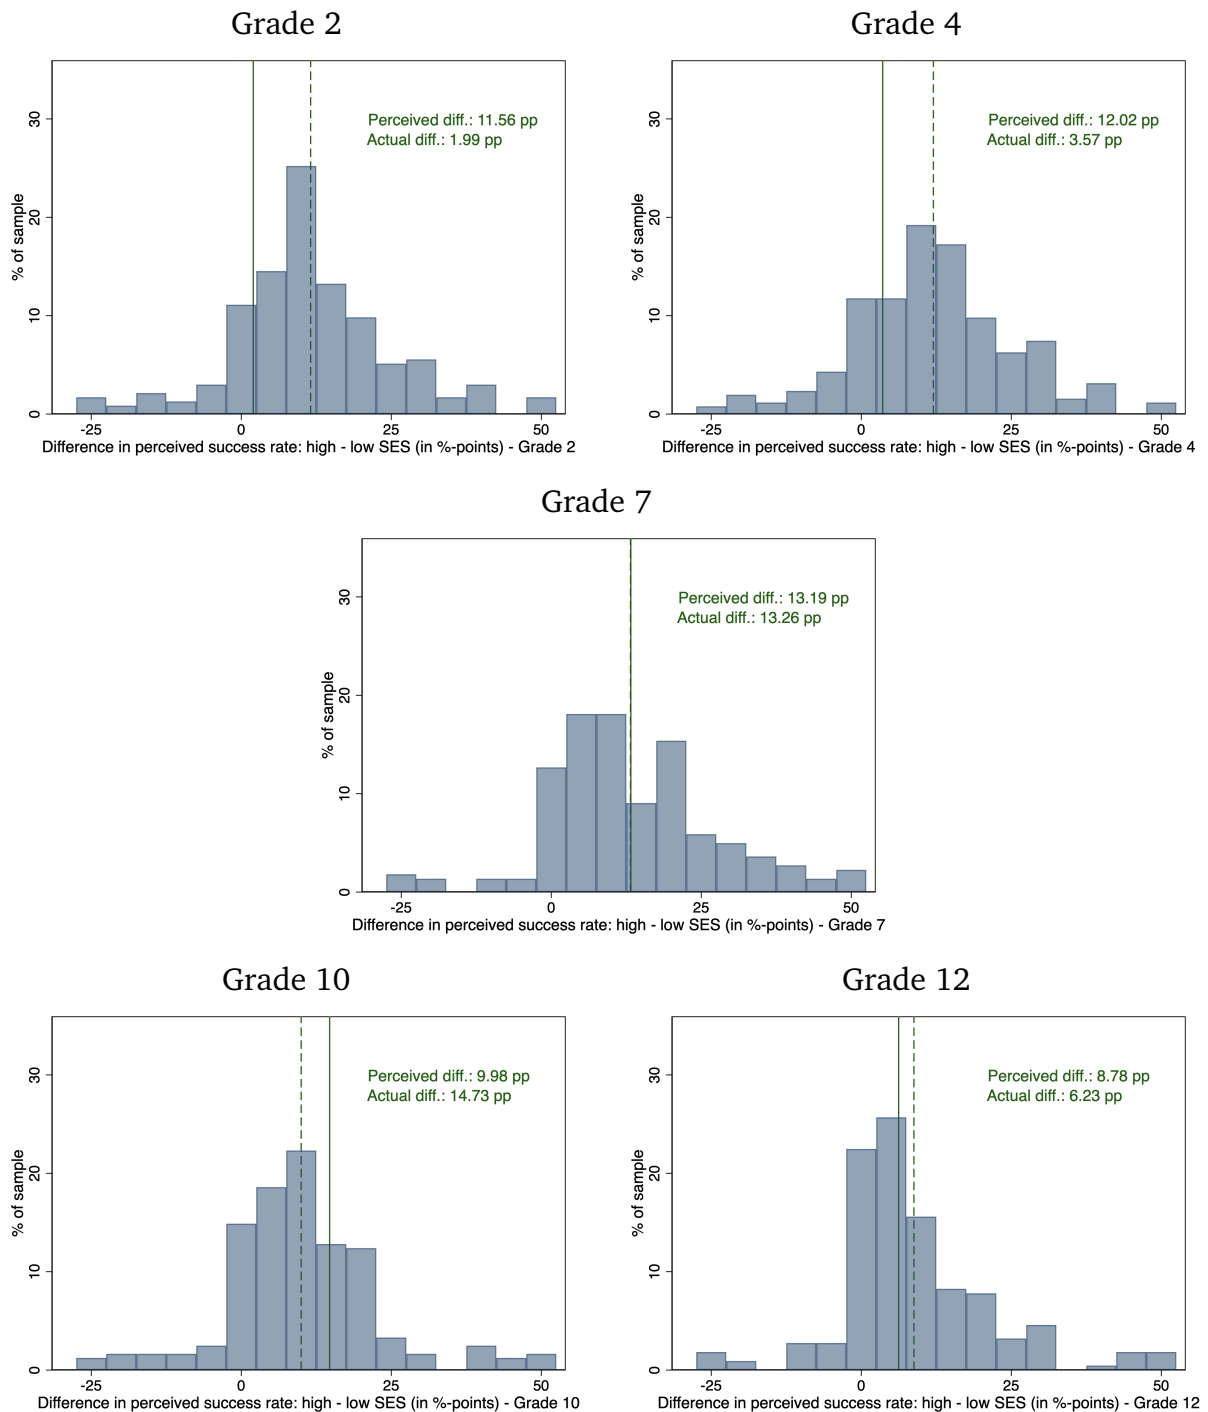 Grade 2
Perceived diff.: 11.56 pp
Actual diff.: 1.99 pp
% of sample
30
20
10
0
-25 0 25 50
Difference in perceived success rate: high - low SES (in %-points) - Grade 2
Grade 4
Perceived diff.: 12.02 pp
Actual diff.: 3.57 pp
% of sample
30
20
10
0
-25 0 25 50
Difference in perceived success rate: high - low SES (in %-points) - Grade 4
Grade 7
Perceived diff.: 13.19 pp
Actual diff.: 13.26 pp
% of sample
30
20
10
0
-25 0 25 50
Difference in perceived success rate: high - low SES (in %-points) - Grade 7
Grade 10
Perceived diff.: 9.98 pp
Actual diff.: 14.73 pp
% of sample
30
20
10
0
-25 0 25 50
Difference in perceived success rate: high - low SES (in %-points) - Grade 10
Grade 12
Perceived diff.: 8.78 pp
Actual diff.: 6.23 pp
% of sample
30
20
10
0
-25 0 25 50
Difference in perceived success rate: high - low SES (in %-points) - Grade 12